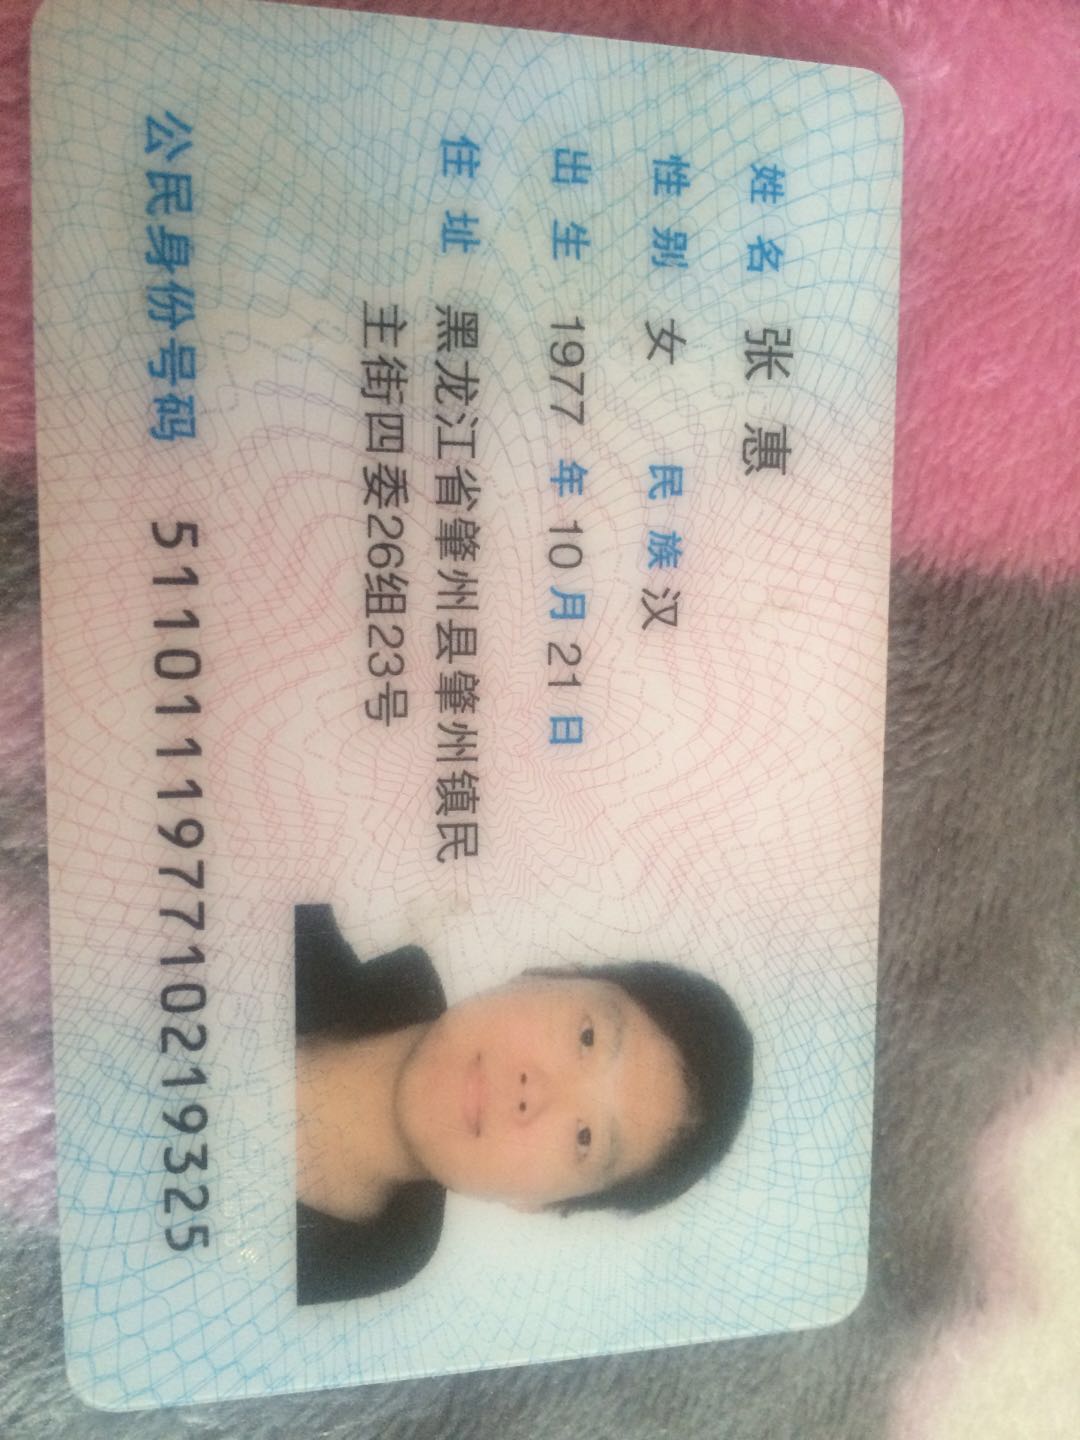 姓名 张惠
性别 女 民族 汉
出生 1977 年 10 月 21 日
住址 黑龙江省肇州县肇州镇民
主街四委26组23号
公民身份号码 511011197710219325